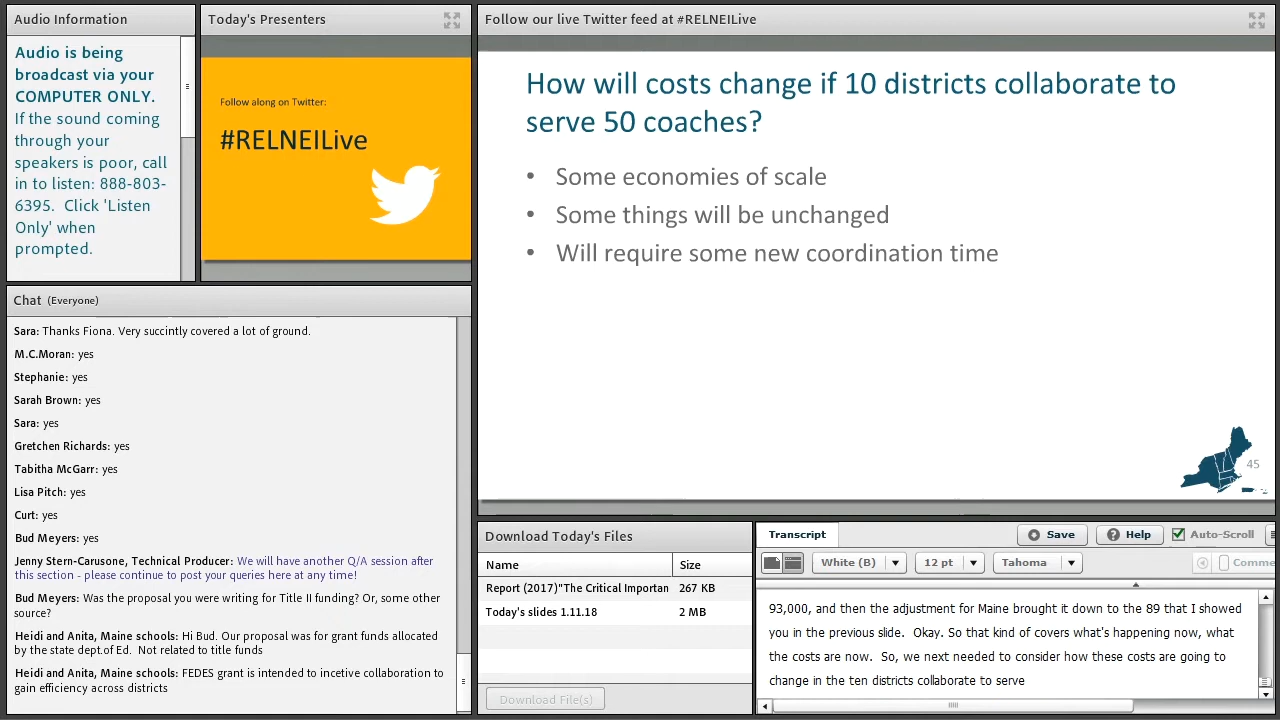 Audio Information
Audio is being
broadcast via your
COMPUTER ONLY.
If the sound coming
through your
speakers is poor, call
in to listen: 888-803-
6395. Click 'Listen
Only' when
prompted.
Today's Presenters
Follow along on Twitter:
#RELNEILive
Follow our live Twitter feed at #RELNEILive
How will costs change if 10 districts collaborate to
serve 50 coaches?
• Some economies of scale
• Some things will be unchanged
• Will require some new coordination time
45
Chat (Everyone)
Sara: Thanks Fiona. Very succintly covered a lot of ground.
M.C.Moran: yes
Stephanie: yes
Sarah Brown: yes
Sara: yes
Gretchen Richards: yes
Tabitha McGarr: yes
Lisa Pitch: yes
Curt: yes
Bud Meyers: yes
Jenny Stern-Carusone, Technical Producer: We will have another Q/A session after
this section - please continue to post your queries here at any time!
Bud Meyers: Was the proposal you were writing for Title II funding? Or, some other
source?
Heidi and Anita, Maine schools: Hi Bud. Our proposal was for grant funds allocated
by the state dept.of Ed. Not related to title funds
Heidi and Anita, Maine schools: FEDES grant is intended to incetive collaboration to
gain efficiency across districts
Download Today's Files
Name Size
Report (2017)"The Critical Importan 267 KB
Today's slides 1.11.18 2 MB
Download File(s)
Transcript Save Help Auto-Scroll
White (B) 12 pt Tahoma Comme
93,000, and then the adjustment for Maine brought it down to the 89 that I showed
you in the previous slide. Okay. So that kind of covers what's happening now, what
the costs are now. So, we next needed to consider how these costs are going to
change in the ten districts collaborate to serve